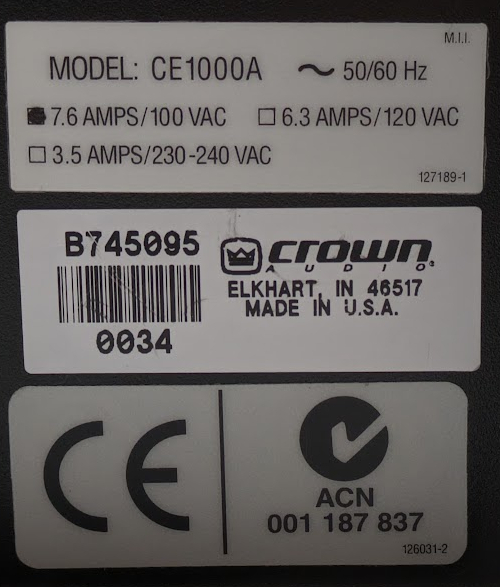 M.I.I.
MODEL: CE1000A ~ 50/60 Hz
■ 7.6 AMPS/100 VAC □ 6.3 AMPS/120 VAC
□ 3.5 AMPS/230-240 VAC
127189-1
B745095
0034
crown
AUDIO
ELKHART, IN 46517
MADE IN U.S.A.
CE
ACN
001 187 837
126031-2